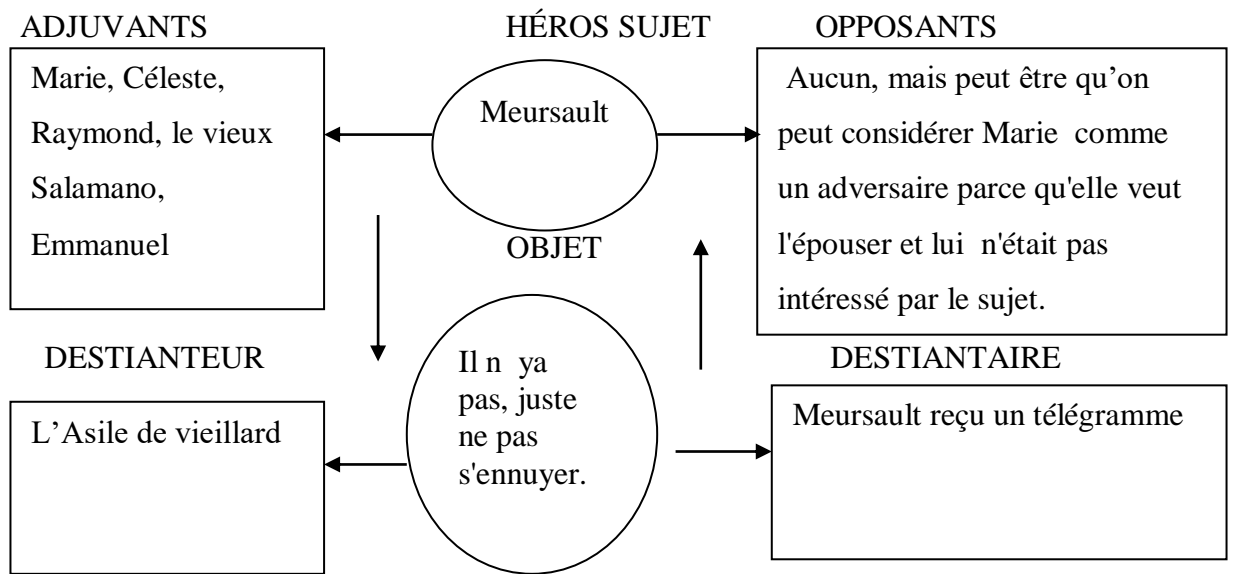 ADJUVANTS
HÉROS SUJET
OPPOSANTS
Marie, Céleste,
Raymond, le vieux
Salamano,
Emmanuel
Meursault
Aucun, mais peut être qu’on
peut considérer Marie comme
un adversaire parce qu'elle veut
l'épouser et lui n'était pas
intéressé par le sujet.
OBJET
DESTIANTEUR
DESTIANTAIRE
L’Asile de vieillard
Il n ya
pas, juste
ne pas
s'ennuyer.
Meursault reçu un télégramme